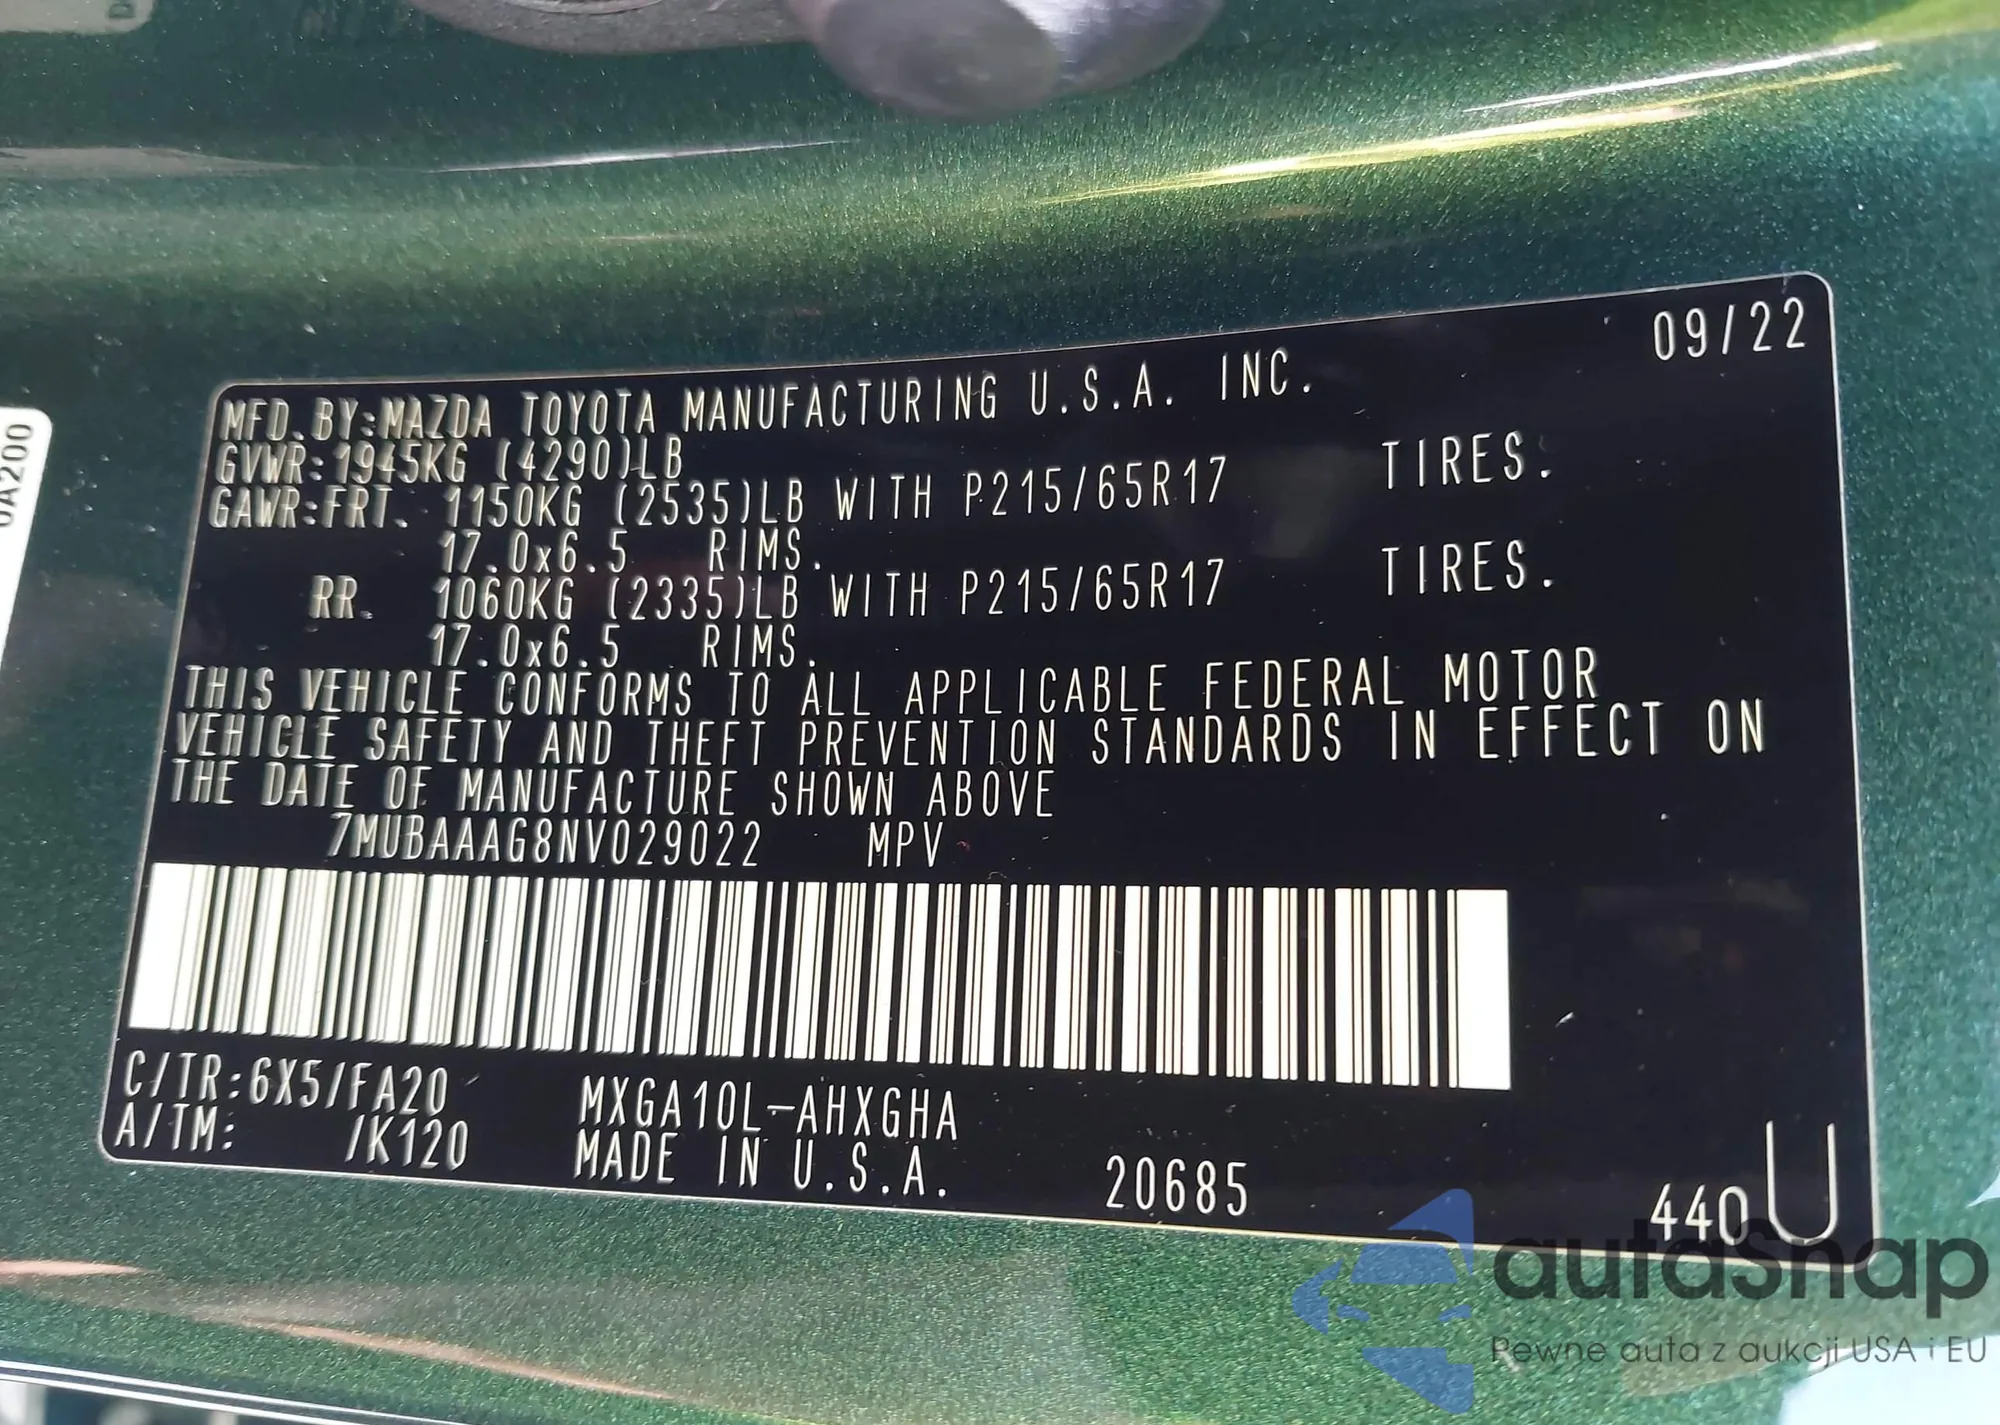 09/22
MFD. BY:MAZDA TOYOTA MANUFACTURING U.S.A. INC.
GVWR:1945KG (4290)LB
GAWR:FRT. 1150KG (2535)LB WITH P215/65R17 TIRES.
17.0x6.5 RIMS.
RR. 1060KG (2335)LB WITH P215/65R17 TIRES.
17.0x6.5 RIMS.
THIS VEHICLE CONFORMS TO ALL APPLICABLE FEDERAL MOTOR
VEHICLE SAFETY AND THEFT PREVENTION STANDARDS IN EFFECT ON
THE DATE OF MANUFACTURE SHOWN ABOVE
7MUBAAAG8NV029022 MPV
C/TR:6X5/FA20 MXGA10L-AHXGHA
A/TM: /K120 MADE IN U.S.A. 20685 440 U
0A200
autasnap
Pewne auta z aukcji USA i EU